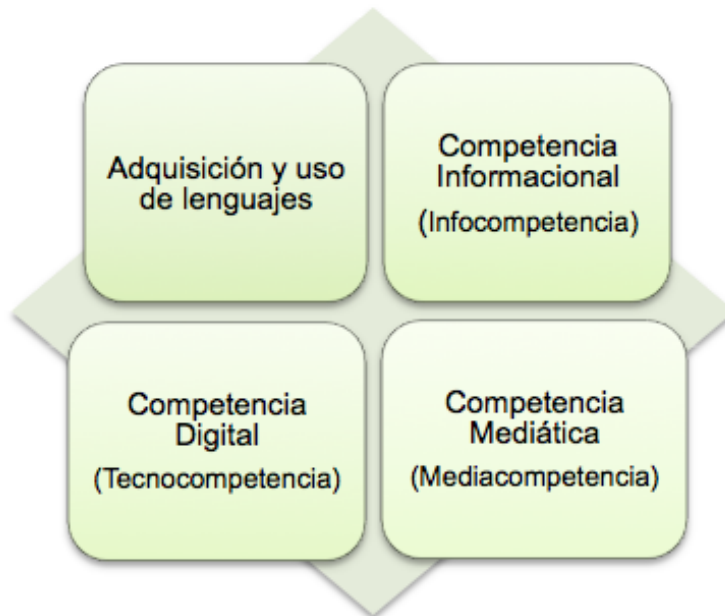 Adquisición y uso
de lenguajes
Competencia
Informacional
(Infocompetencia)
Competencia
Digital
(Tecnocompetencia)
Competencia
Mediática
(Mediacompetencia)